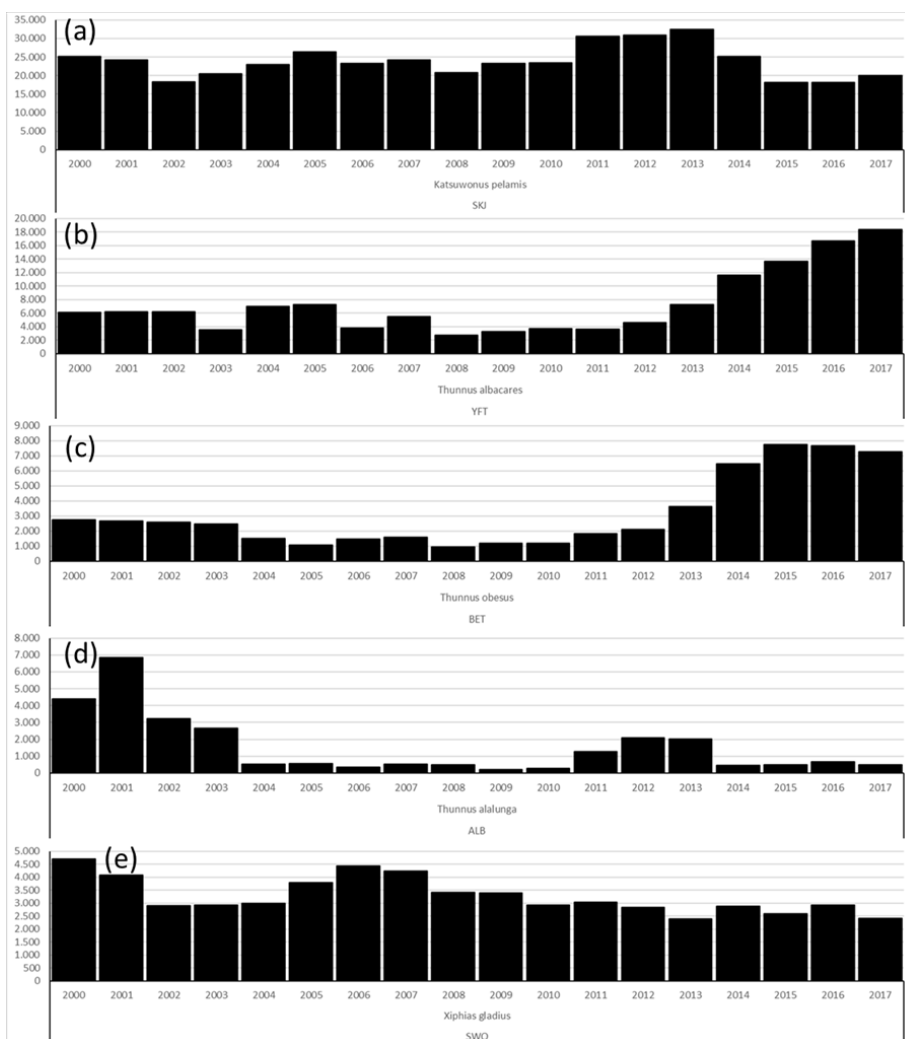 (a)
35.000
30.000
25.000
20.000
15.000
10.000
5.000
0
2000 2001 2002 2003 2004 2005 2006 2007 2008 2009 2010 2011 2012 2013 2014 2015 2016 2017
Katsuwonus pelamis
SKJ
(b)
20.000
18.000
16.000
14.000
12.000
10.000
8.000
6.000
4.000
2.000
0
2000 2001 2002 2003 2004 2005 2006 2007 2008 2009 2010 2011 2012 2013 2014 2015 2016 2017
Thunnus albacares
YFT
(c)
9.000
8.000
7.000
6.000
5.000
4.000
3.000
2.000
1.000
0
2000 2001 2002 2003 2004 2005 2006 2007 2008 2009 2010 2011 2012 2013 2014 2015 2016 2017
Thunnus obesus
BET
(d)
8.000
7.000
6.000
5.000
4.000
3.000
2.000
1.000
0
2000 2001 2002 2003 2004 2005 2006 2007 2008 2009 2010 2011 2012 2013 2014 2015 2016 2017
Thunnus alalunga
ALB
(e)
5.000
4.500
4.000
3.500
3.000
2.500
2.000
1.500
1.000
500
0
2000 2001 2002 2003 2004 2005 2006 2007 2008 2009 2010 2011 2012 2013 2014 2015 2016 2017
Xiphias gladius
SWO